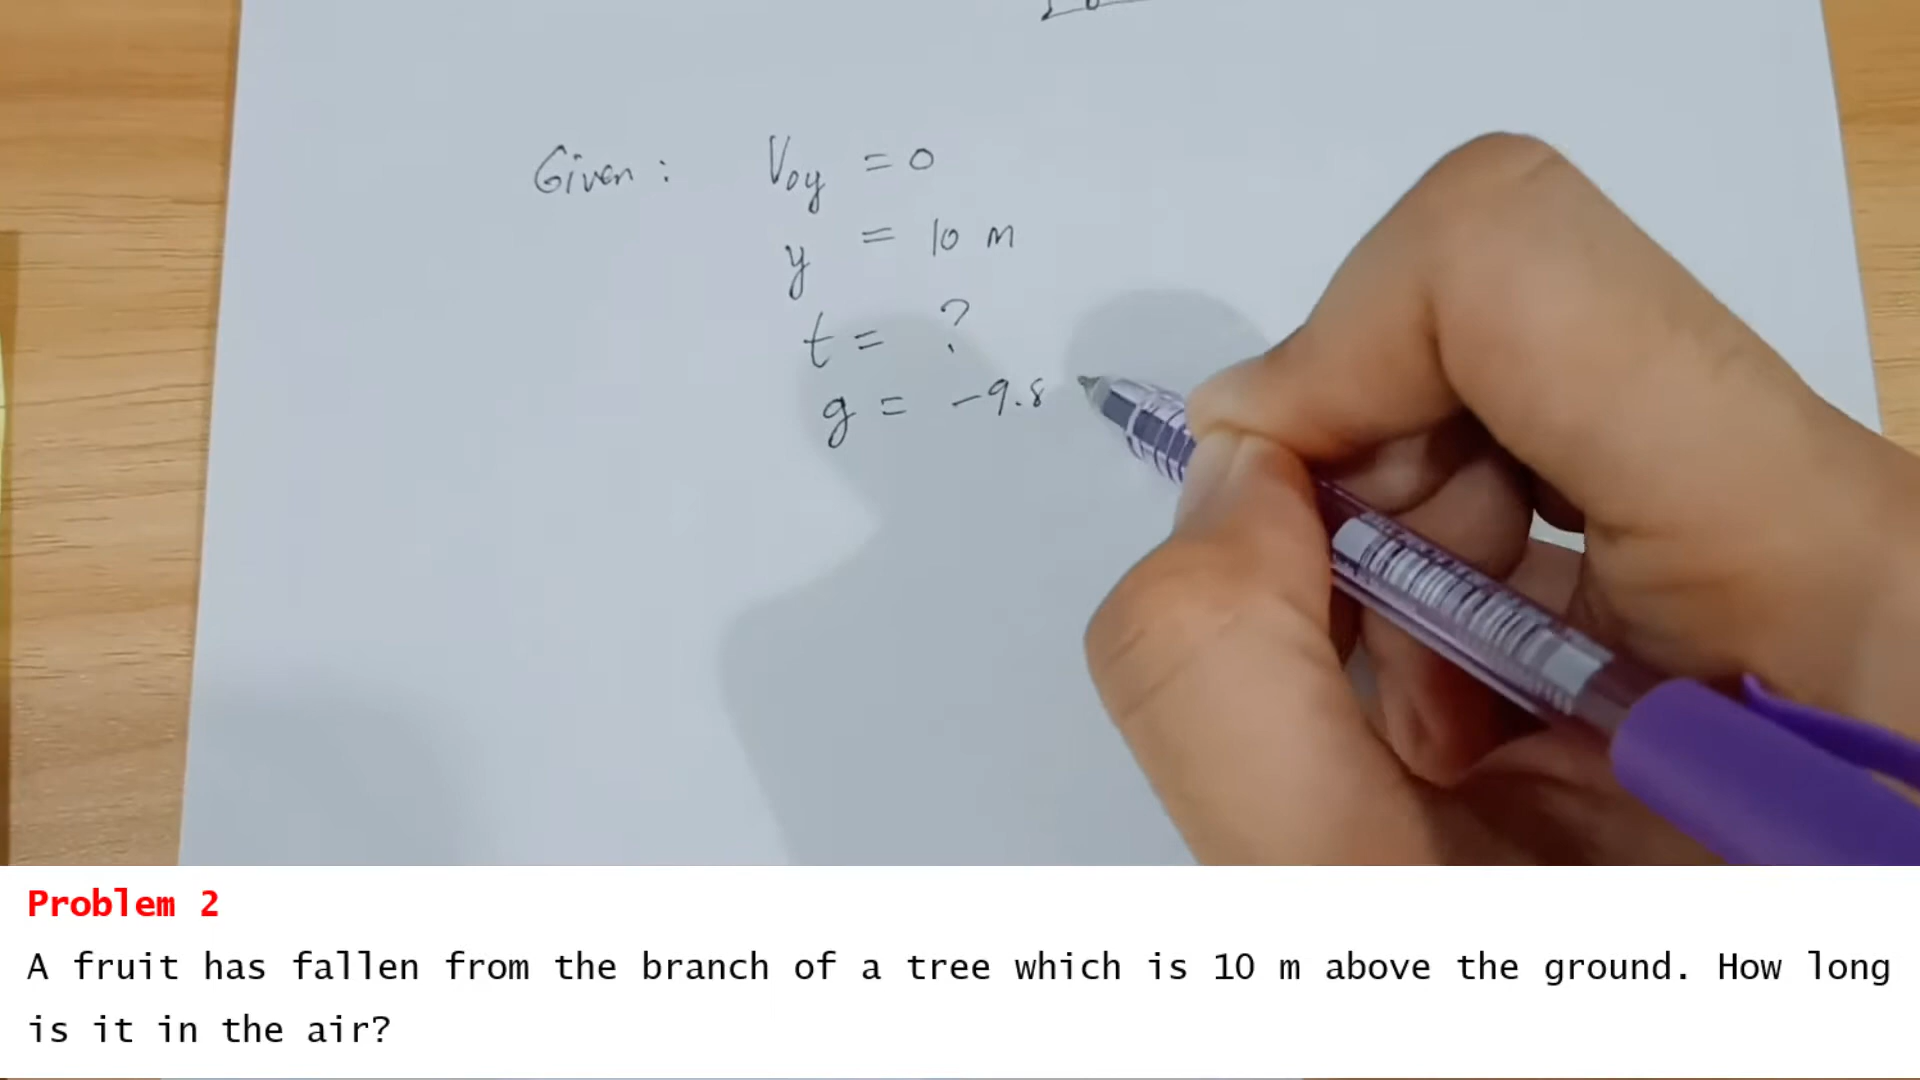 Given : Voy = 0
y = 10 m
t = ?
g = -9.8
Problem 2
A fruit has fallen from the branch of a tree which is 10 m above the ground. How long
is it in the air?